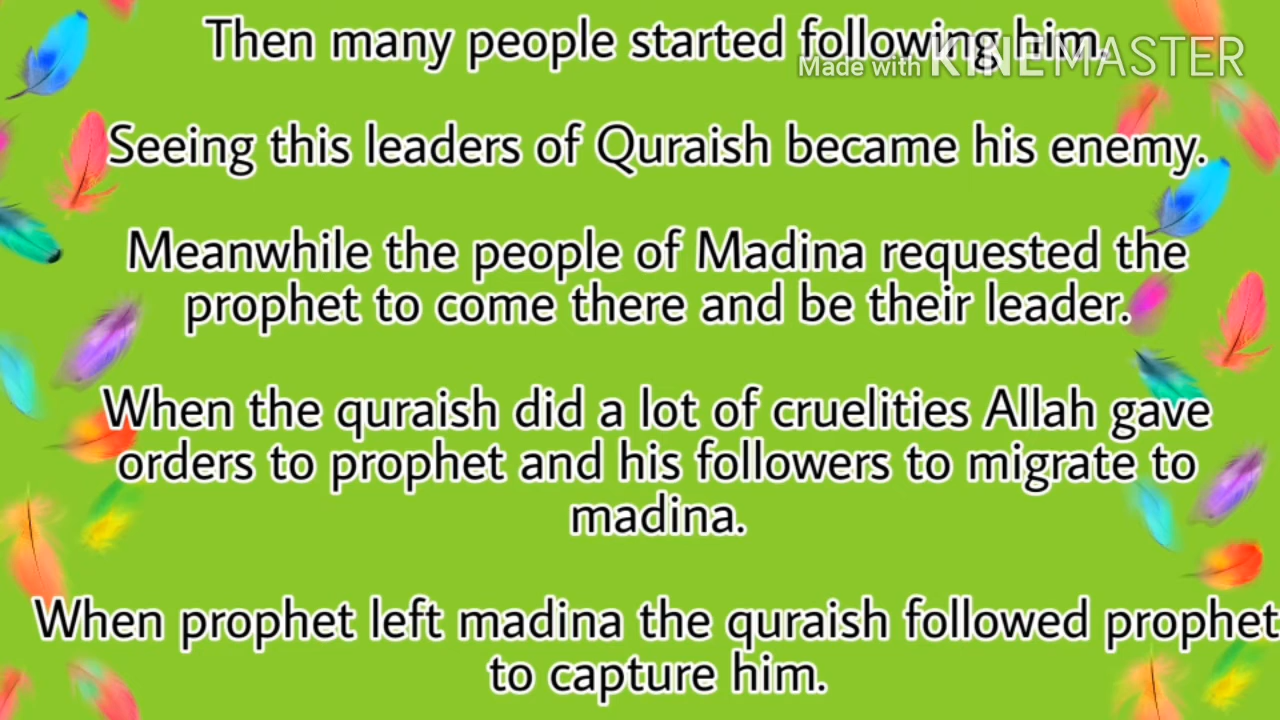 Then many people started following him.
Made with KINEMASTER
Seeing this leaders of Quraish became his enemy.
Meanwhile the people of Madina requested the
prophet to come there and be their leader.
When the quraish did a lot of cruelities Allah gave
orders to prophet and his followers to migrate to
madina.
When prophet left madina the quraish followed prophet
to capture him.